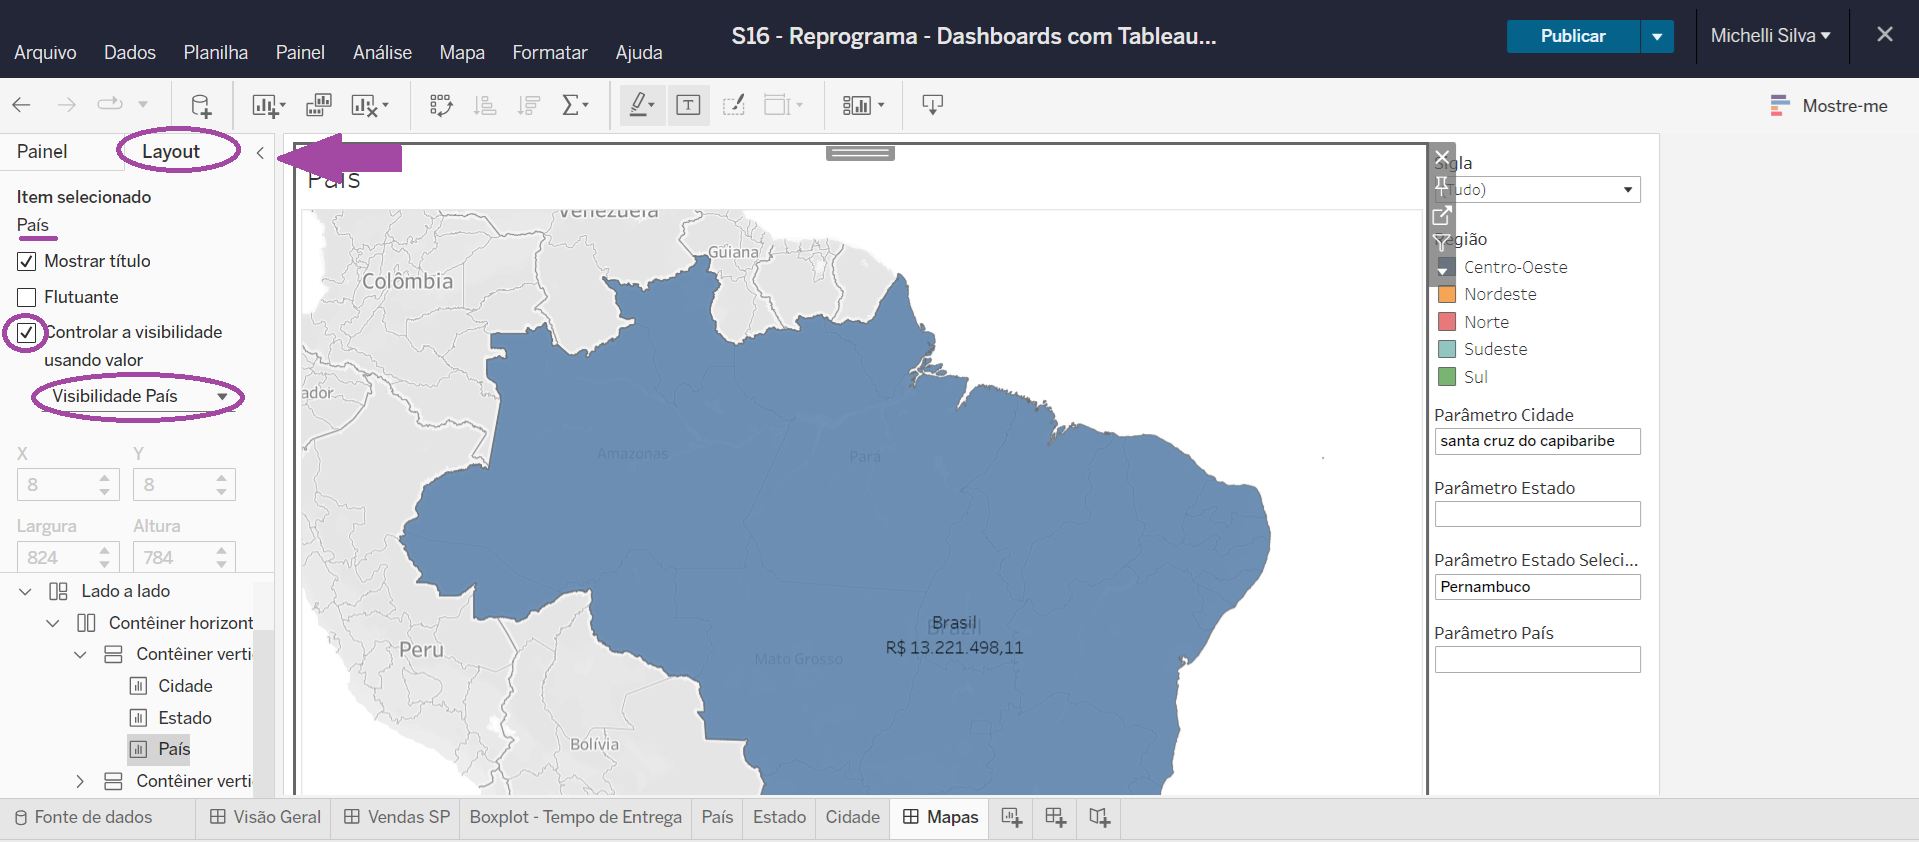 S16 - Reprograma - Dashboards com Tableau...
Publicar
Michelli Silva
Arquivo Dados Planilha Painel Análise Mapa Formatar Ajuda
Mostre-me
Painel
Layout
Item selecionado
País
Mostrar título
Flutuante
Controlar a visibilidade
usando valor
Visibilidade País
X Y
8 8
Largura Altura
824 784
Lado a lado
Contêiner horizont
Contêiner verti
Cidade
Estado
País
Contêiner verti
País
Venezuela
Guiana
Colômbia
ador
Amazonas
Pará
Brasil
Brazil
R$ 13.221.498,11
Mato Grosso
Peru
Bolívia
Sigla
(Tudo)
Região
Centro-Oeste
Nordeste
Norte
Sudeste
Sul
Parâmetro Cidade
santa cruz do capibaribe
Parâmetro Estado
Parâmetro Estado Seleci...
Pernambuco
Parâmetro País
Fonte de dados Visão Geral Vendas SP Boxplot - Tempo de Entrega País Estado Cidade Mapas